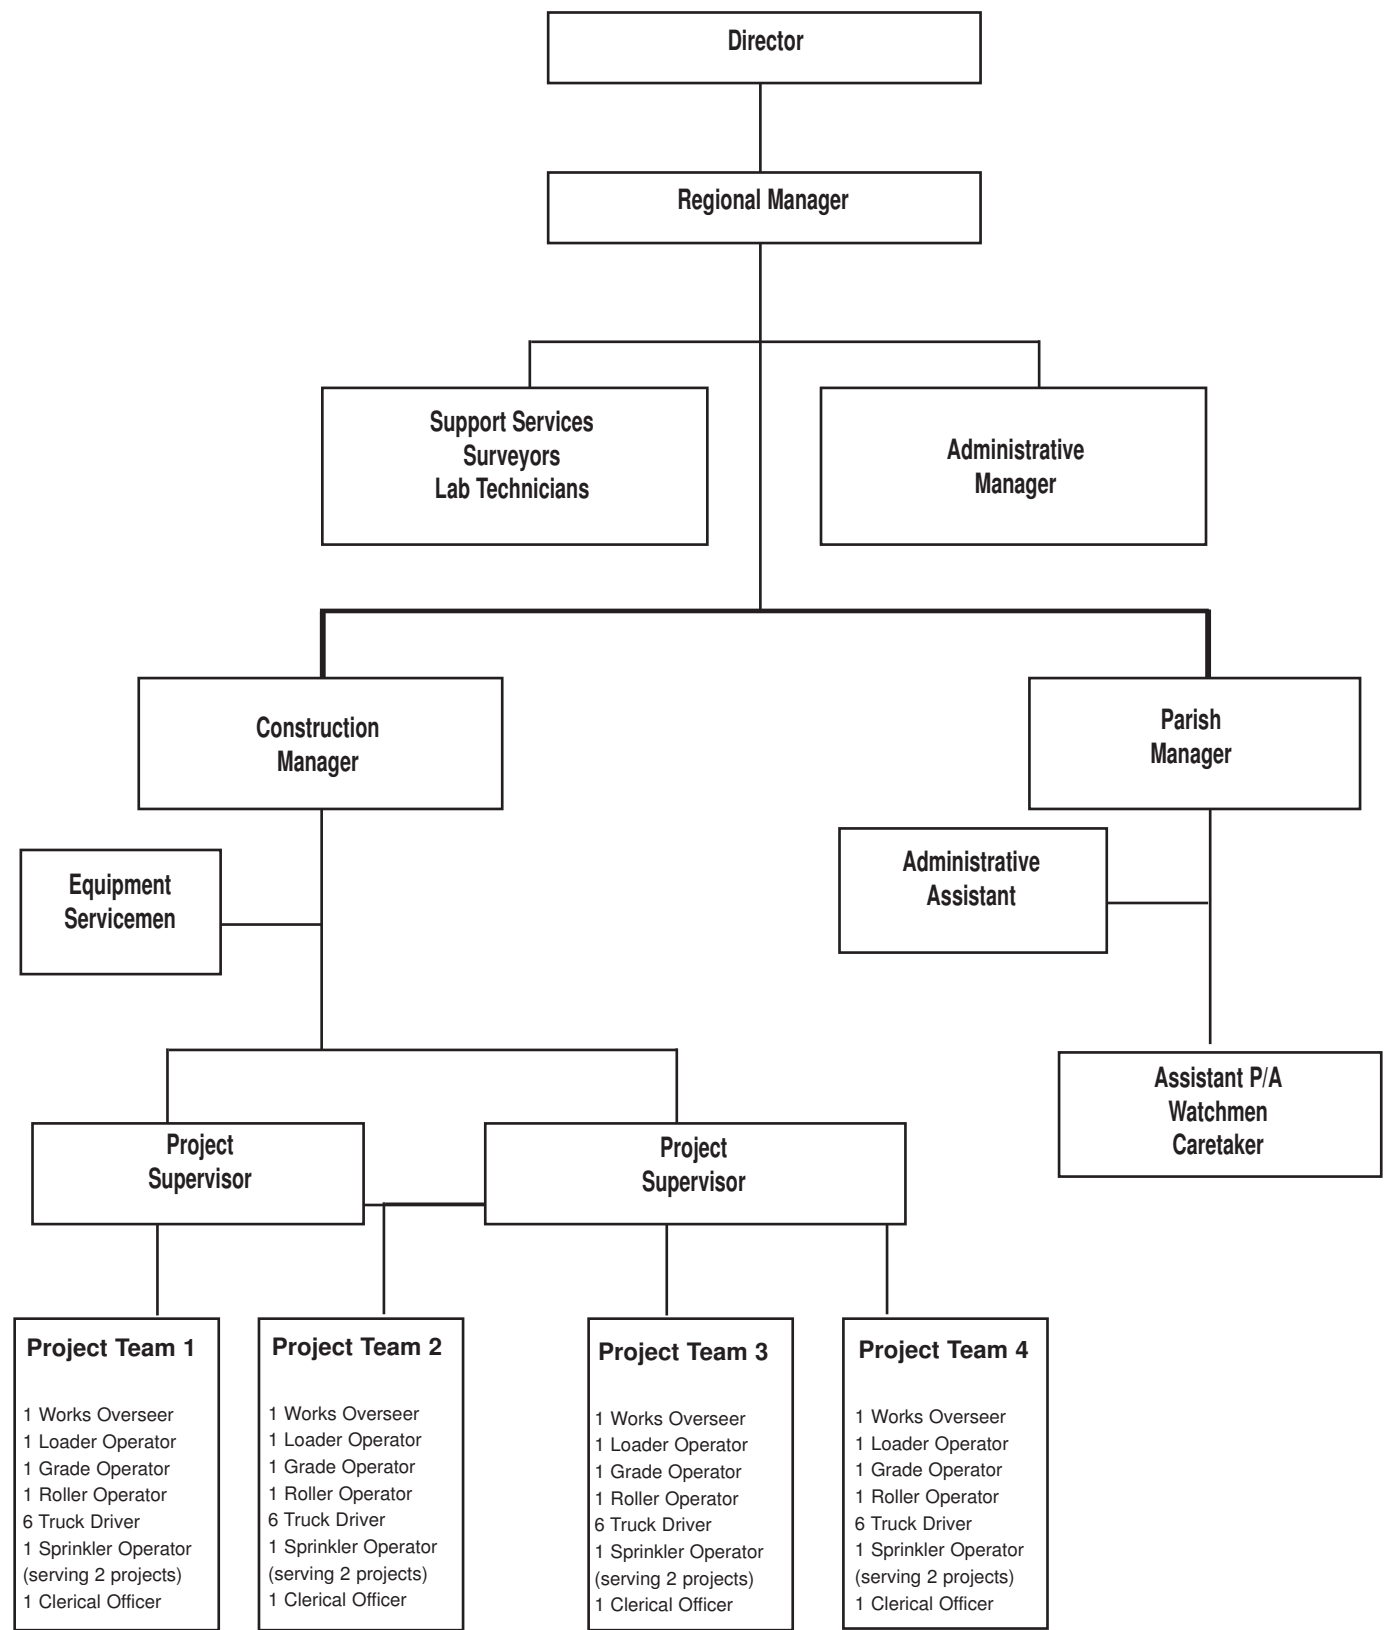 Director
Regional Manager
Support Services
Surveyors
Lab Technicians
Administrative
Manager
Construction
Manager
Parish
Manager
Equipment
Servicemen
Administrative
Assistant
Assistant P/A
Watchmen
Caretaker
Project
Supervisor
Project
Supervisor
Project Team 1
1 Works Overseer
1 Loader Operator
1 Grade Operator
1 Roller Operator
6 Truck Driver
1 Sprinkler Operator
(serving 2 projects)
1 Clerical Officer
Project Team 2
1 Works Overseer
1 Loader Operator
1 Grade Operator
1 Roller Operator
6 Truck Driver
1 Sprinkler Operator
(serving 2 projects)
1 Clerical Officer
Project Team 3
1 Works Overseer
1 Loader Operator
1 Grade Operator
1 Roller Operator
6 Truck Driver
1 Sprinkler Operator
(serving 2 projects)
1 Clerical Officer
Project Team 4
1 Works Overseer
1 Loader Operator
1 Grade Operator
1 Roller Operator
6 Truck Driver
1 Sprinkler Operator
(serving 2 projects)
1 Clerical Officer